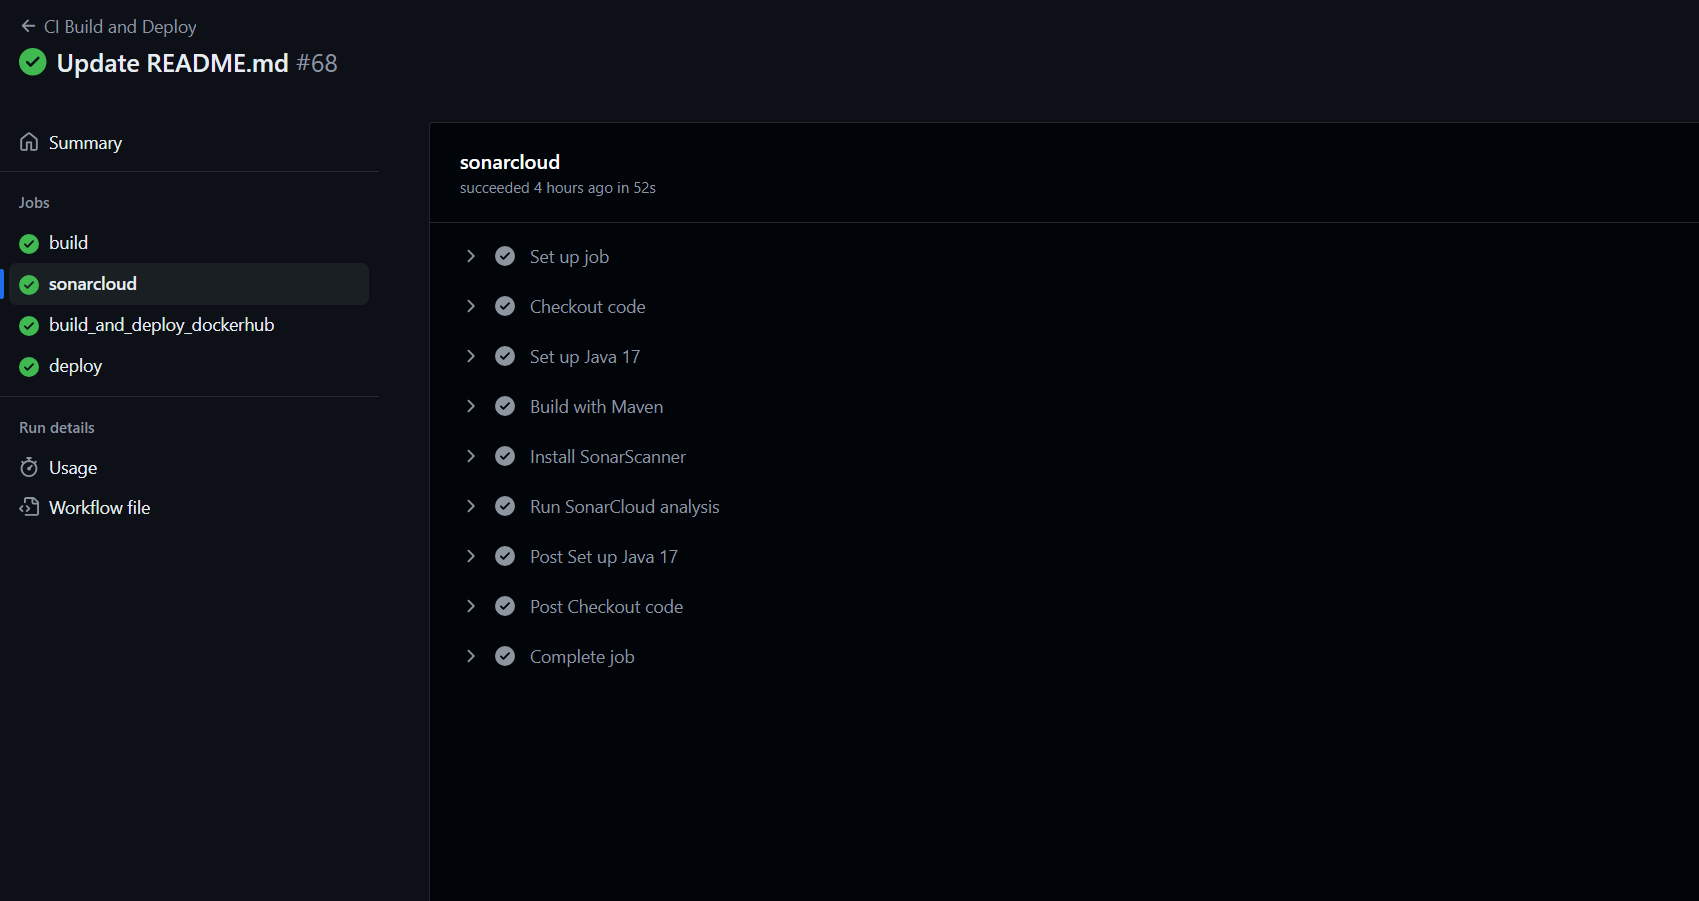 CI Build and Deploy
Update README.md #68
Summary
Jobs
build
sonarcloud
build_and_deploy_dockerhub
deploy
Run details
Usage
Workflow file
sonarcloud
succeeded 4 hours ago in 52s
Set up job
Checkout code
Set up Java 17
Build with Maven
Install SonarScanner
Run SonarCloud analysis
Post Set up Java 17
Post Checkout code
Complete job